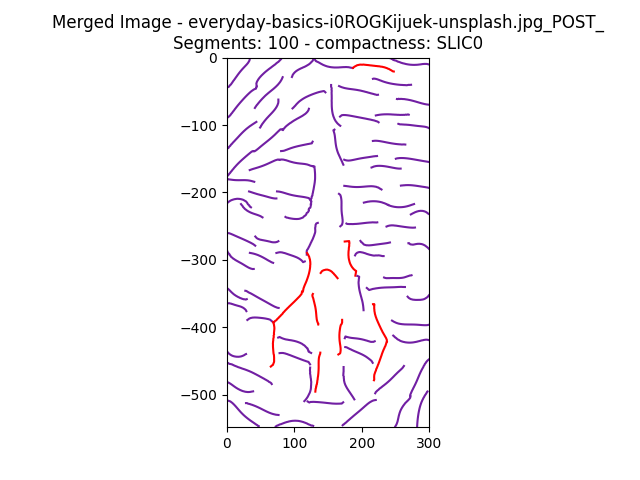 Merged Image - everyday-basics-i0ROGKijuek-unsplash.jpg_POST_
Segments: 100 - compactness: SLIC0
0
−100
−200
−300
−400
−500
0 100 200 300